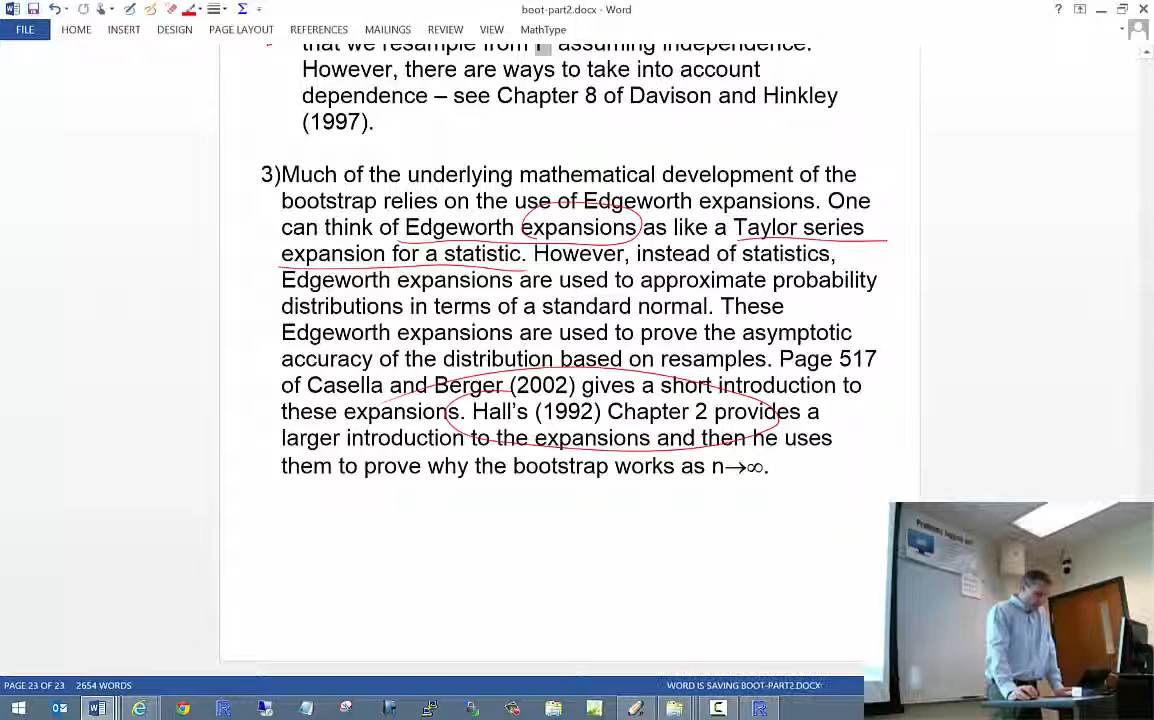 boot-part2.docx - Word
FILE HOME INSERT DESIGN PAGE LAYOUT REFERENCES MAILINGS REVIEW VIEW MathType
that we resample from assuming independence.
However, there are ways to take into account
dependence – see Chapter 8 of Davison and Hinkley
(1997).
3)Much of the underlying mathematical development of the
bootstrap relies on the use of Edgeworth expansions. One
can think of Edgeworth expansions as like a Taylor series
expansion for a statistic. However, instead of statistics,
Edgeworth expansions are used to approximate probability
distributions in terms of a standard normal. These
Edgeworth expansions are used to prove the asymptotic
accuracy of the distribution based on resamples. Page 517
of Casella and Berger (2002) gives a short introduction to
these expansions. Hall's (1992) Chapter 2 provides a
larger introduction to the expansions and then he uses
them to prove why the bootstrap works as n→∞.
PAGE 23 OF 23 2654 WORDS WORD IS SAVING BOOT-PART2.DOCX